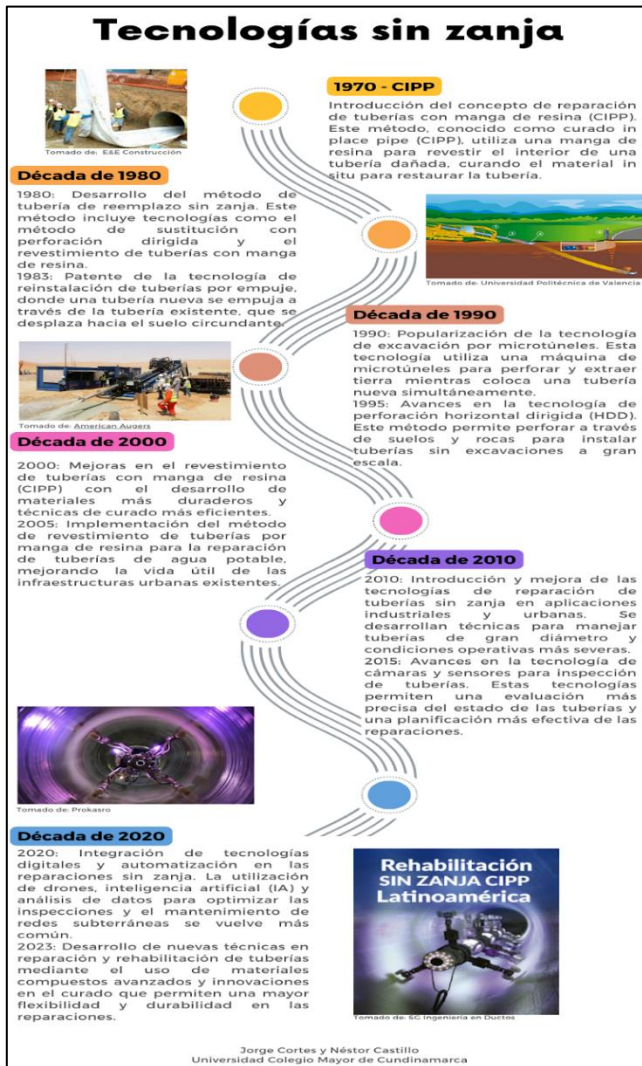 Tecnologías sin zanja
Tomado de: E&E Construcción
1970 - CIPP
Introducción del concepto de reparación
de tuberías con manga de resina (CIPP).
Este método, conocido como curado in
place pipe (CIPP), utiliza una manga de
resina para revestir el interior de una
tubería dañada, curando el material in
situ para restaurar la tubería.
Década de 1980
1980: Desarrollo del método de
tubería de reemplazo sin zanja. Este
método incluye tecnologías como el
método de sustitución con
perforación dirigida y el
revestimiento de tuberías con manga
de resina.
1983: Patente de la tecnología de
reinstalación de tuberías por empuje,
donde una tubería nueva se empuja a
través de la tubería existente, que se
desplaza hacia el suelo circundante.
Tomado de: Universidad Politécnica de Valencia
Década de 1990
1990: Popularización de la tecnología
de excavación por microtúneles. Esta
tecnología utiliza una máquina de
microtúneles para perforar y extraer
tierra mientras coloca una tubería
nueva simultáneamente.
1995: Avances en la tecnología de
perforación horizontal dirigida (HDD).
Este método permite perforar a través
de suelos y rocas para instalar
tuberías sin excavaciones a gran
escala.
Tomado de: American Augers
Década de 2000
2000: Mejoras en el revestimiento
de tuberías con manga de resina
(CIPP) con el desarrollo de
materiales más duraderos y
técnicas de curado más eficientes.
2005: Implementación del método
de revestimiento de tuberías por
manga de resina para la reparación
de tuberías de agua potable,
mejorando la vida útil de las
infraestructuras urbanas existentes.
Década de 2010
2010: Introducción y mejora de las
tecnologías de reparación de
tuberías sin zanja en aplicaciones
industriales y urbanas. Se
desarrollan técnicas para manejar
tuberías de gran diámetro y
condiciones operativas más severas.
2015: Avances en la tecnología de
cámaras y sensores para inspección
de tuberías. Estas tecnologías
permiten una evaluación más
precisa del estado de las tuberías y
una planificación más efectiva de las
reparaciones.
Tomado de: Prokasro
Década de 2020
2020: Integración de tecnologías
digitales y automatización en las
reparaciones sin zanja. La utilización
de drones, inteligencia artificial (IA) y
análisis de datos para optimizar las
inspecciones y el mantenimiento de
redes subterráneas se vuelve más
común.
2023: Desarrollo de nuevas técnicas en
reparación y rehabilitación de tuberías
mediante el uso de materiales
compuestos avanzados y innovaciones
en el curado que permiten una mayor
flexibilidad y durabilidad en las
reparaciones.
Rehabilitación
SIN ZANJA CIPP
Latinoamérica
Tomado de: SG Ingeniería en Ductos
Jorge Cortes y Néstor Castillo
Universidad Colegio Mayor de Cundinamarca